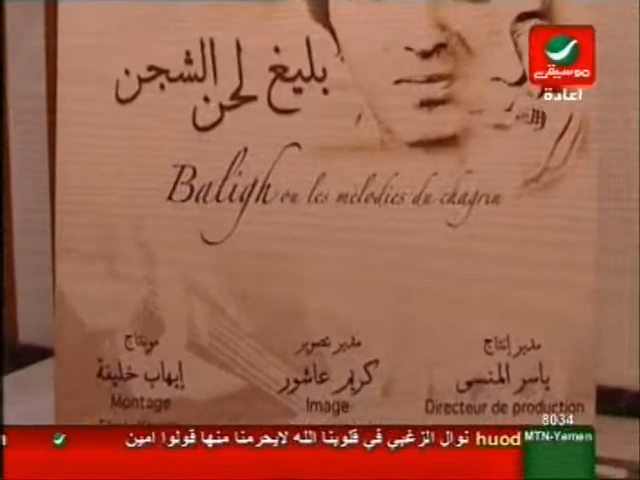 بليغ لحن الشجن
Baligh ou les mélodies du chagrin
موسيقى
اعادة
مدير إنتاج
مدير تصوير
مونتاج
ياسر المنسى
كريم عاشور
إيهاب خليفة
Montage
Image
Directeur de production
8034
MTN-Yemen
huod نوال الزغبي في قلوبنا الله لايحرمنا منها قولوا امين